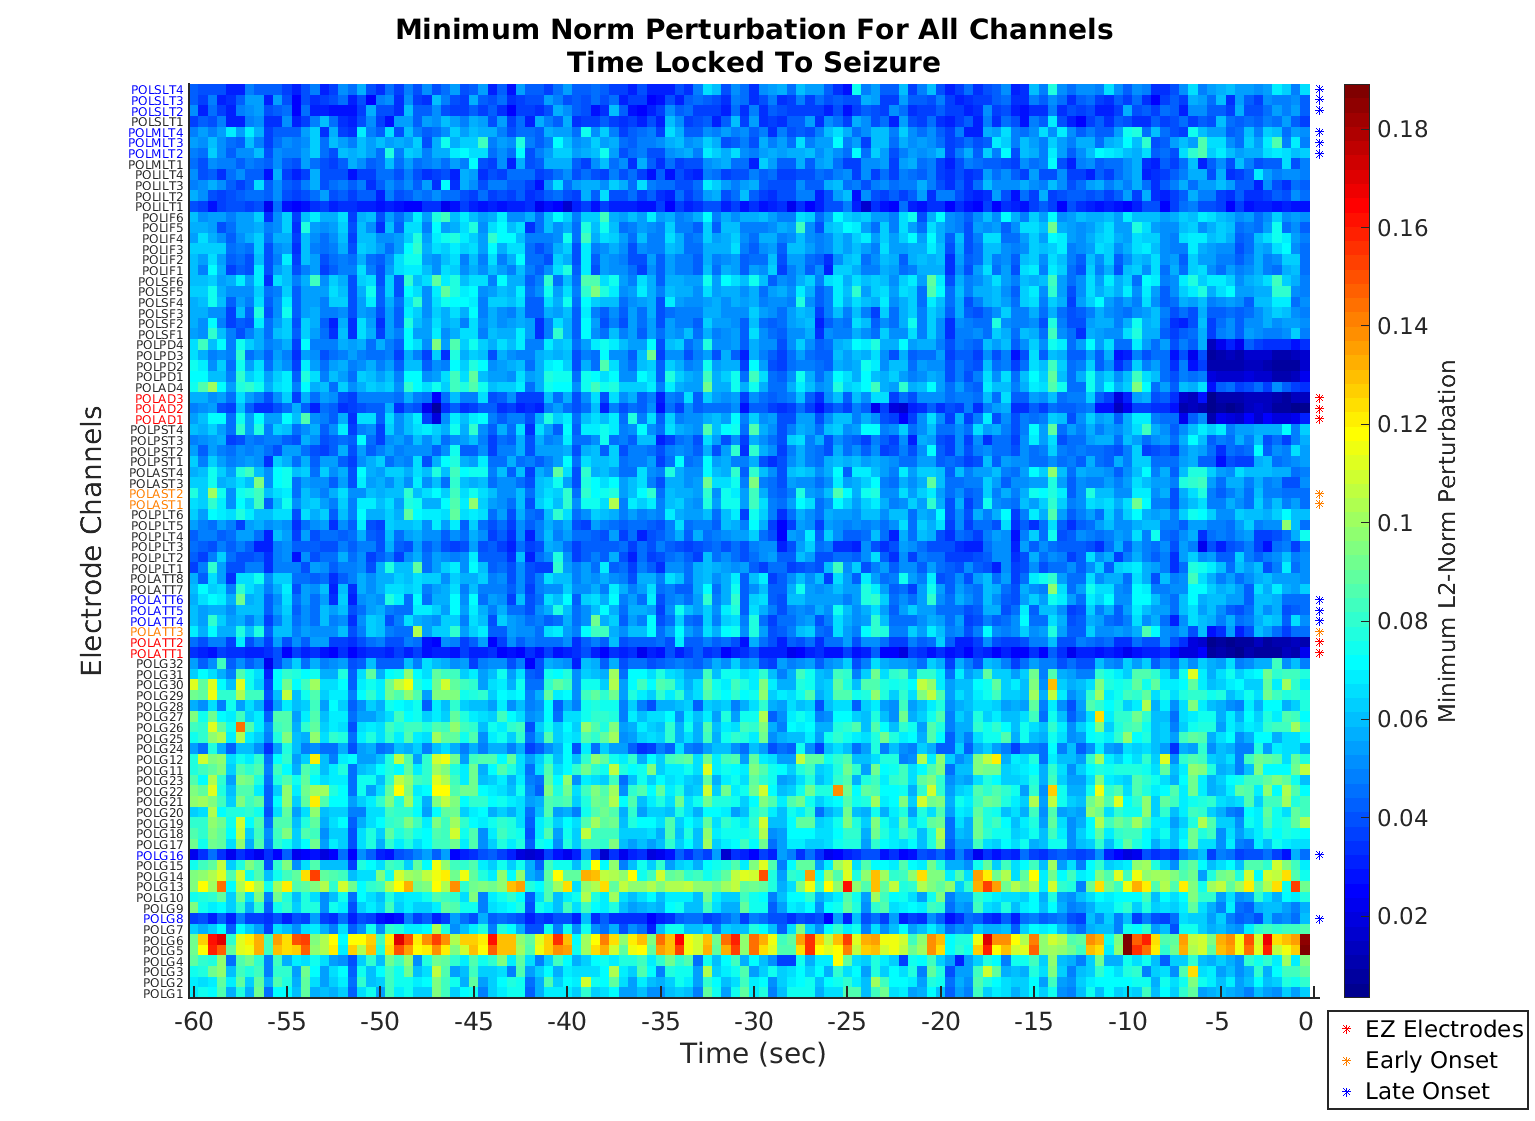 Minimum Norm Perturbation For All Channels
Time Locked To Seizure
Electrode Channels
POLSLT4
POLSLT3
POLSLT2
POLSLT1
POLMLT4
POLMLT3
POLMLT2
POLMLT1
POLILT4
POLILT3
POLILT2
POLILT1
POLIF6
POLIF5
POLIF4
POLIF3
POLIF2
POLIF1
POLSF6
POLSF5
POLSF4
POLSF3
POLSF2
POLSF1
POLPD4
POLPD3
POLPD2
POLPD1
POLAD4
POLAD3
POLAD2
POLAD1
POLPST4
POLPST3
POLPST2
POLPST1
POLAST4
POLAST3
POLAST2
POLAST1
POLPLT6
POLPLT5
POLPLT4
POLPLT3
POLPLT2
POLPLT1
POLATT8
POLATT7
POLATT6
POLATT5
POLATT4
POLATT3
POLATT2
POLATT1
POLG32
POLG31
POLG30
POLG29
POLG28
POLG27
POLG26
POLG25
POLG24
POLG12
POLG11
POLG23
POLG22
POLG21
POLG20
POLG19
POLG18
POLG17
POLG16
POLG15
POLG14
POLG13
POLG10
POLG9
POLG8
POLG7
POLG6
POLG5
POLG4
POLG3
POLG2
POLG1
-60 -55 -50 -45 -40 -35 -30 -25 -20 -15 -10 -5 0
Time (sec)
0.18
0.16
0.14
0.12
0.1
0.08
0.06
0.04
0.02
Minimum L2-Norm Perturbation
EZ Electrodes
Early Onset
Late Onset